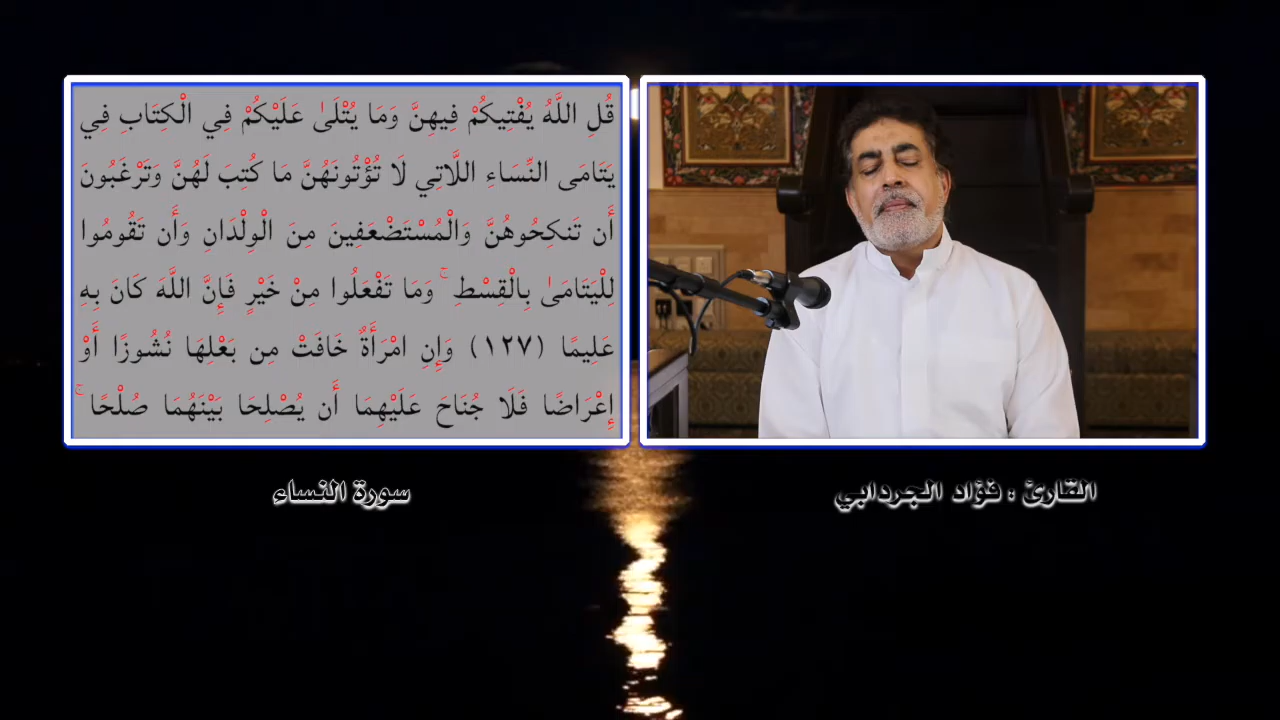 قُلِ اللَّهُ يُفْتِيكُمْ فِيهِنَّ وَمَا يُتْلَىٰ عَلَيْكُمْ فِي الْكِتَابِ فِي
يَتَامَى النِّسَاءِ اللَّاتِي لَا تُؤْتُونَهُنَّ مَا كُتِبَ لَهُنَّ وَتَرْغَبُونَ
أَن تَنكِحُوهُنَّ وَالْمُسْتَضْعَفِينَ مِنَ الْوِلْدَانِ وَأَن تَقُومُوا
لِلْيَتَامَىٰ بِالْقِسْطِ ۚ وَمَا تَفْعَلُوا مِنْ خَيْرٍ فَإِنَّ اللَّهَ كَانَ بِهِ
عَلِيمًا (١٢٧) وَإِنِ امْرَأَةٌ خَافَتْ مِن بَعْلِهَا نُشُوزًا أَوْ
إِعْرَاضًا فَلَا جُنَاحَ عَلَيْهِمَا أَن يُصْلِحَا بَيْنَهُمَا صُلْحًا ۚ
سورة النساء
القارئ : فؤاد الجردابي